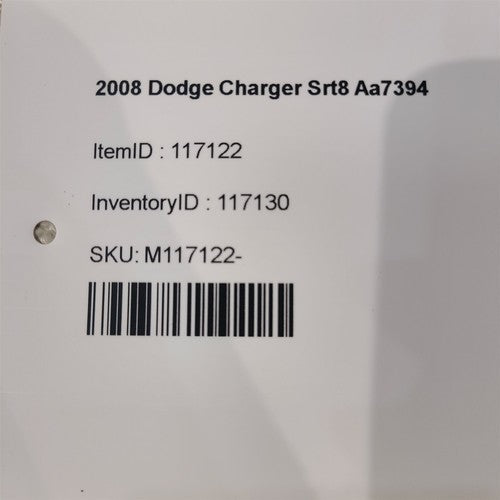 2008 Dodge Charger Srt8 Aa7394
ItemID : 117122
InventoryID : 117130
SKU: M117122-